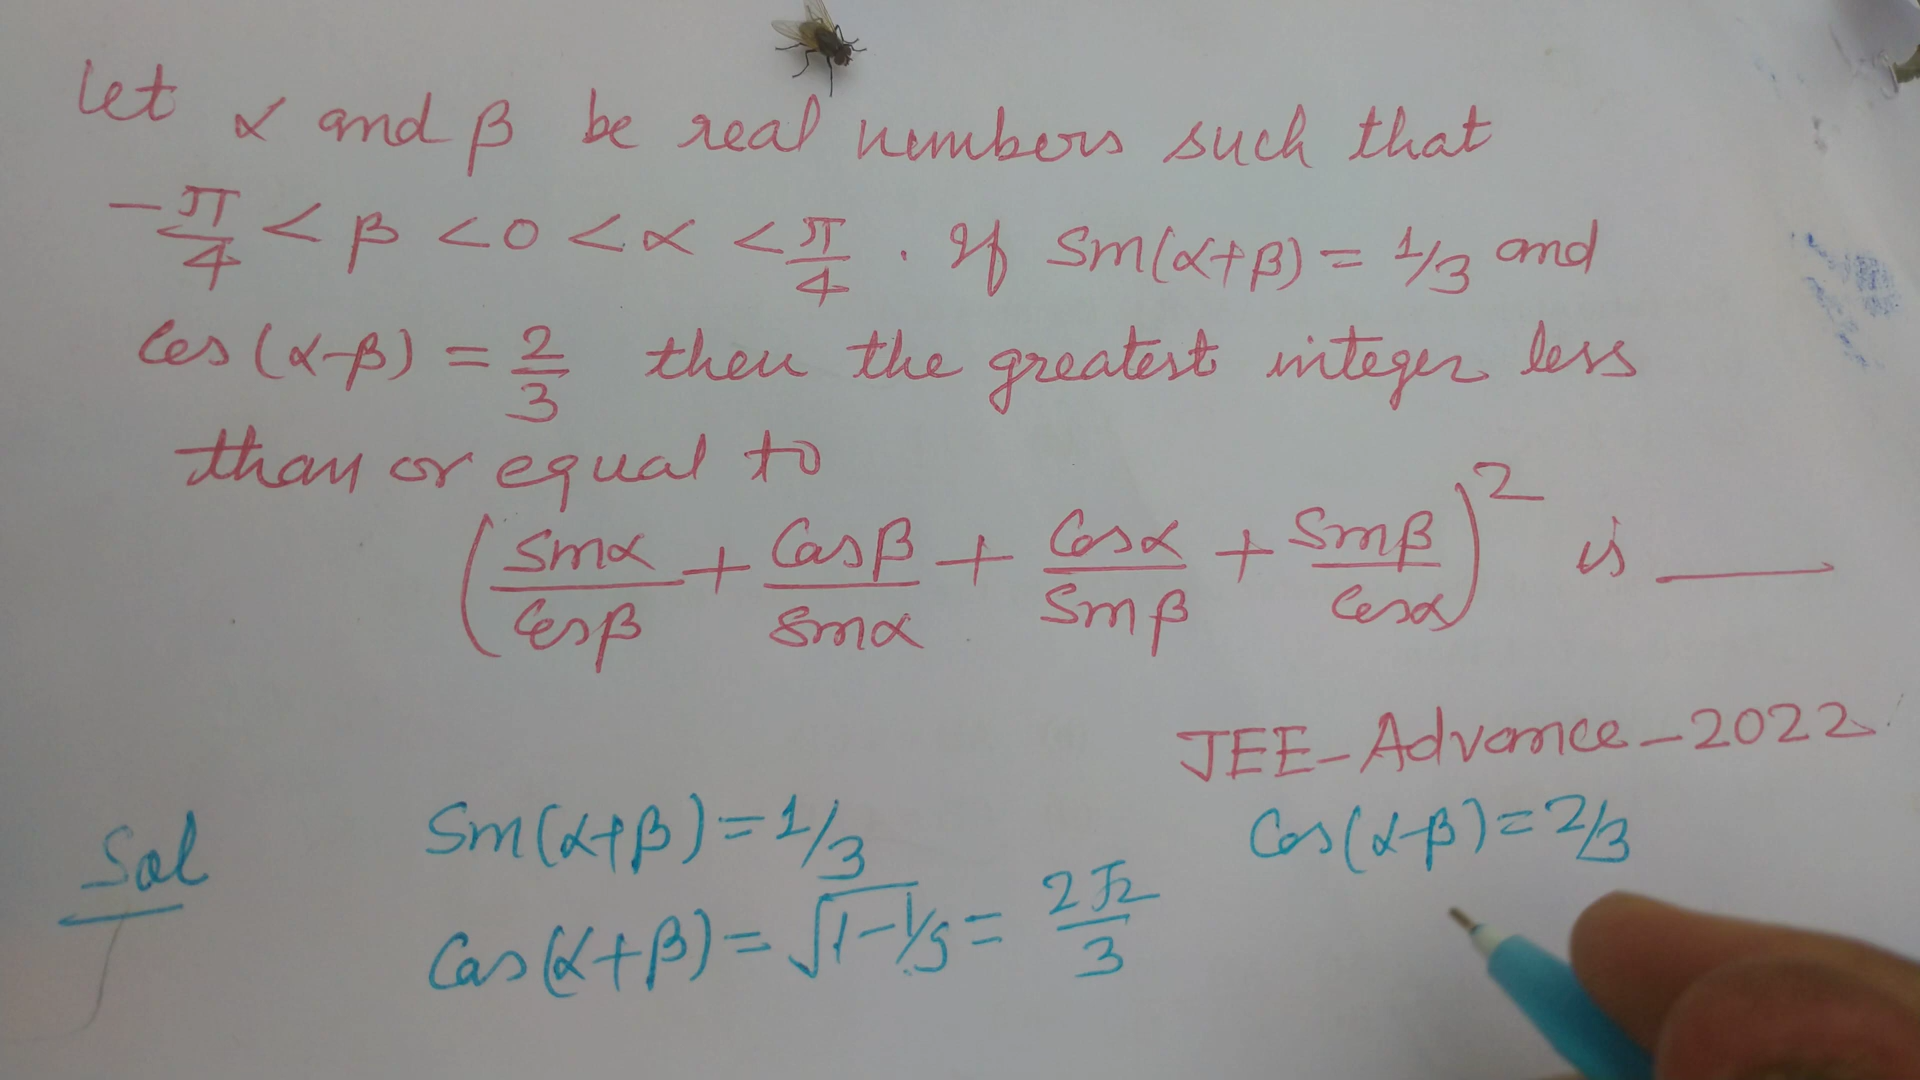 Let α and β be real numbers such that
-π/4 < β < 0 < α < π/4 . If Sin(α+β) = 1/3 and
Cos(α-β) = 2/3 then the greatest integer less
than or equal to
(Sinα/Cosβ + Cosβ/Sinα + Cosα/Sinβ + Sinβ/Cosα)² is ____
JEE-Advance-2022
Sol Sin(α+β) = 1/3 Cos(α-β) = 2/3
Cos(α+β) = √1-1/9 = 2√2/3